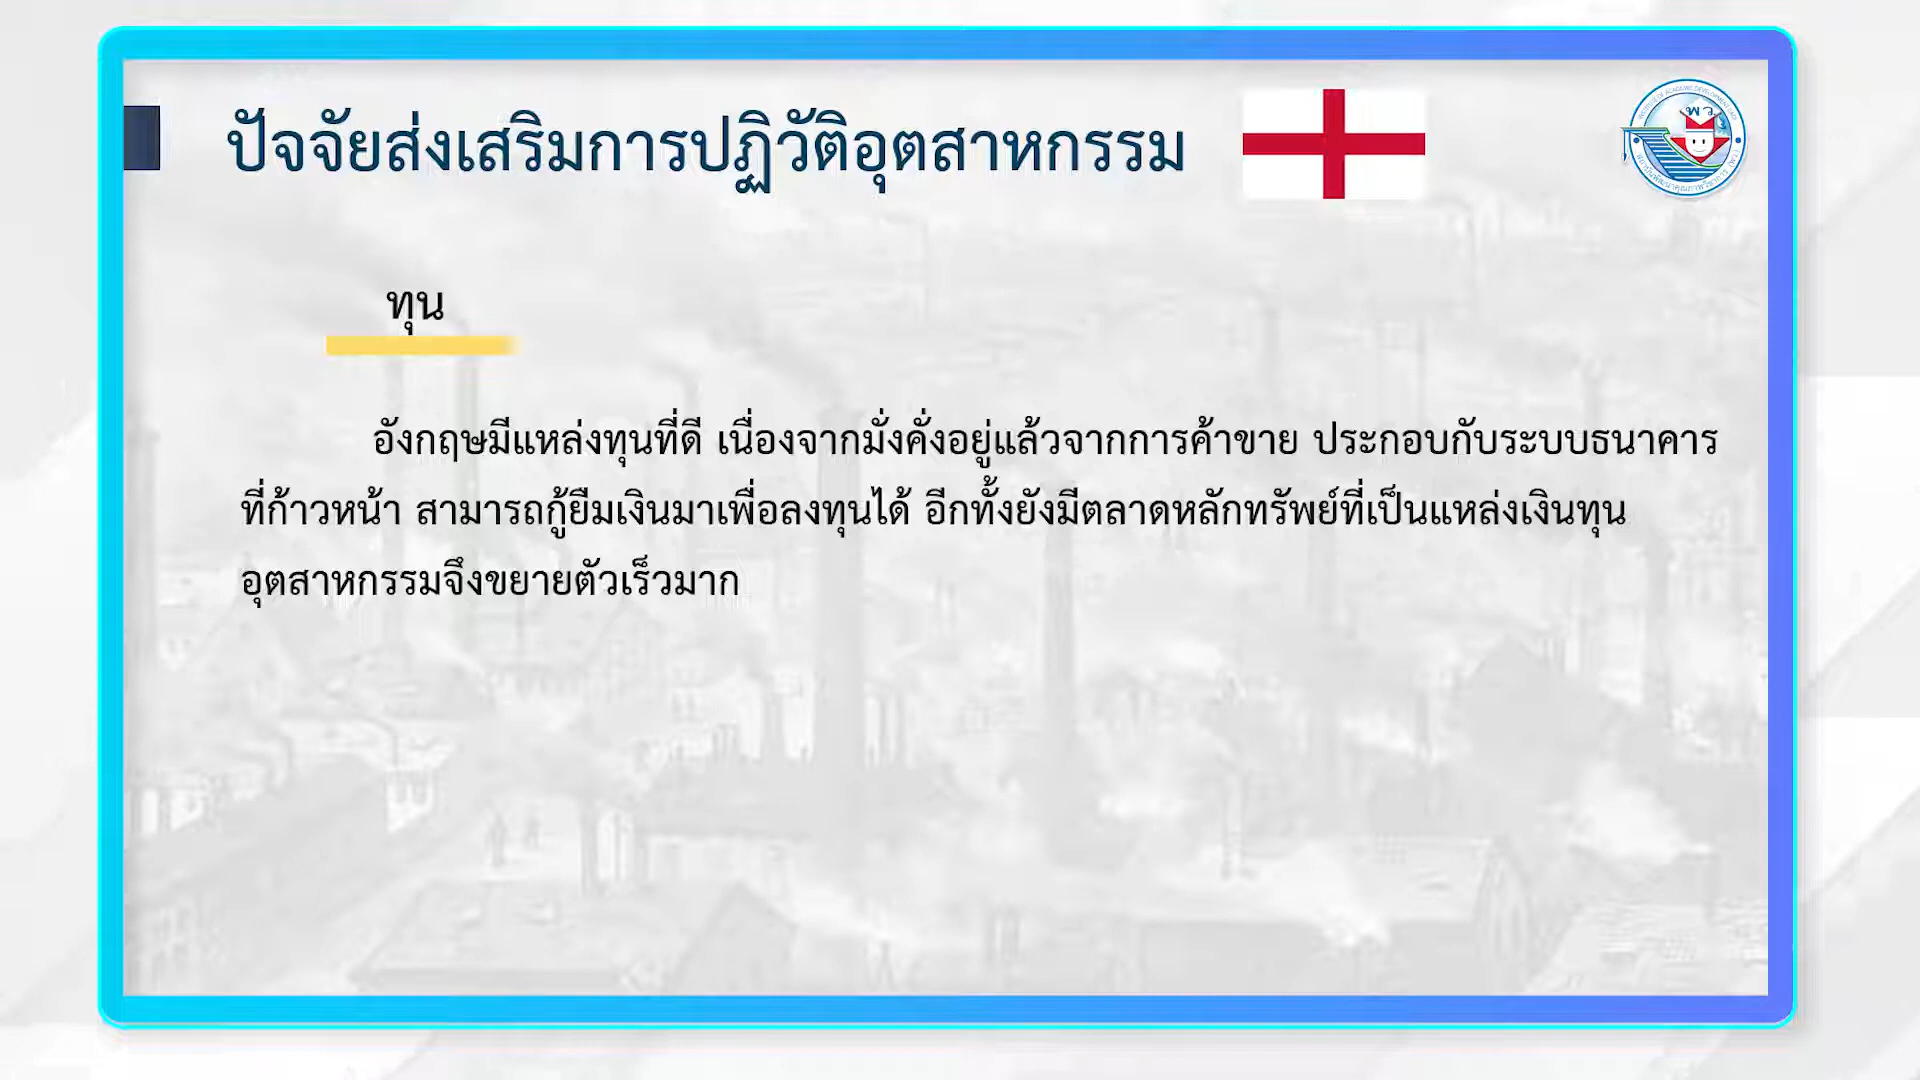 ปัจจัยส่งเสริมการปฏิวัติอุตสาหกรรม
พว.
ทุน
อังกฤษมีแหล่งทุนที่ดี เนื่องจากมั่งคั่งอยู่แล้วจากการค้าขาย ประกอบกับระบบธนาคาร
ที่ก้าวหน้า สามารถกู้ยืมเงินมาเพื่อลงทุนได้ อีกทั้งยังมีตลาดหลักทรัพย์ที่เป็นแหล่งเงินทุน
อุตสาหกรรมจึงขยายตัวเร็วมาก